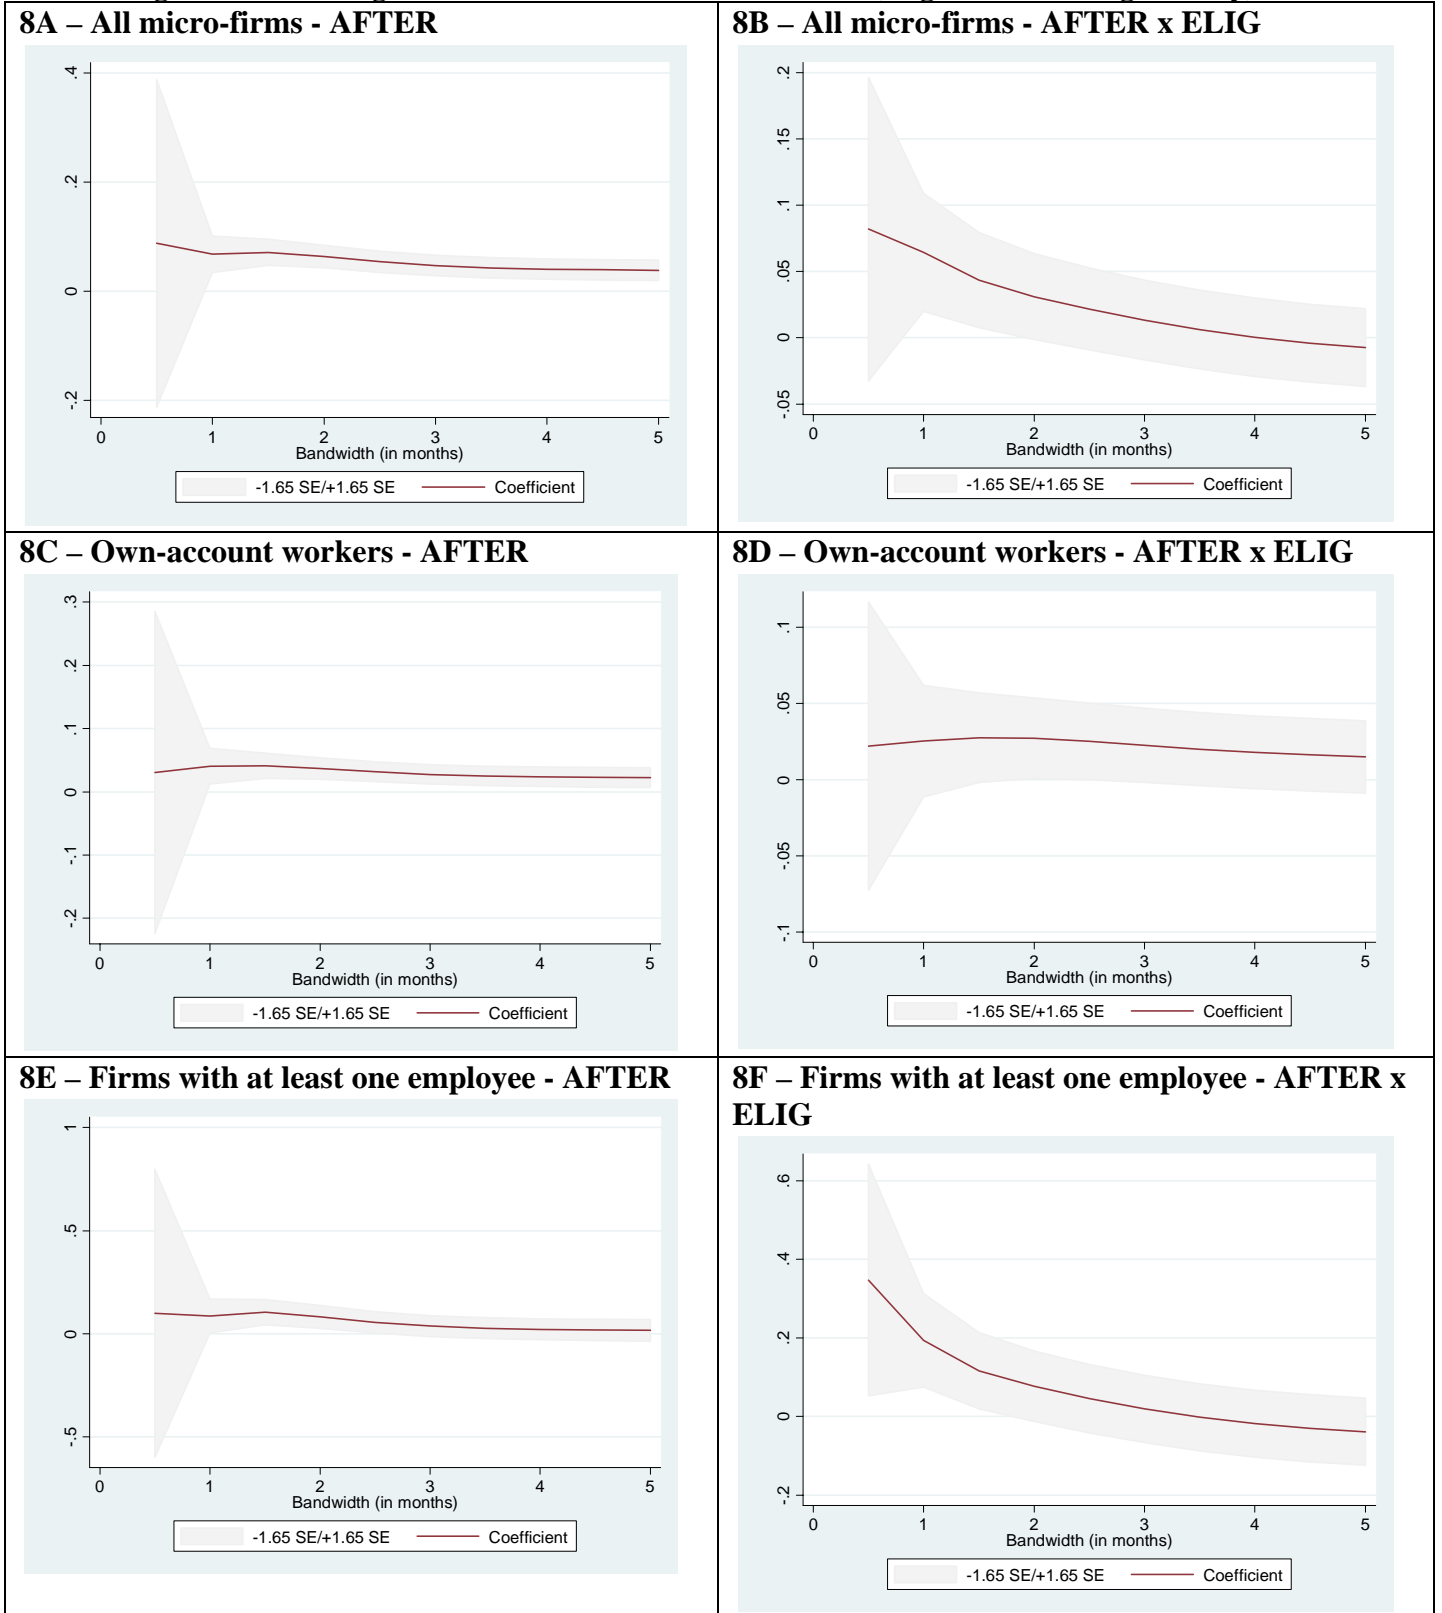 8A – All micro-firms - AFTER
.4
.2
0
-.2
0 1 2 3 4 5
Bandwidth (in months)
-1.65 SE/+1.65 SE Coefficient
8B – All micro-firms - AFTER x ELIG
.2
.15
.1
.05
0
-.05
0 1 2 3 4 5
Bandwidth (in months)
-1.65 SE/+1.65 SE Coefficient
8C – Own-account workers - AFTER
.3
.2
.1
0
-.1
-.2
0 1 2 3 4 5
Bandwidth (in months)
-1.65 SE/+1.65 SE Coefficient
8D – Own-account workers - AFTER x ELIG
.1
.05
0
-.05
-.1
0 1 2 3 4 5
Bandwidth (in months)
-1.65 SE/+1.65 SE Coefficient
8E – Firms with at least one employee - AFTER
1
.5
0
-.5
0 1 2 3 4 5
Bandwidth (in months)
-1.65 SE/+1.65 SE Coefficient
8F – Firms with at least one employee - AFTER x
ELIG
.6
.4
.2
0
-.2
0 1 2 3 4 5
Bandwidth (in months)
-1.65 SE/+1.65 SE Coefficient